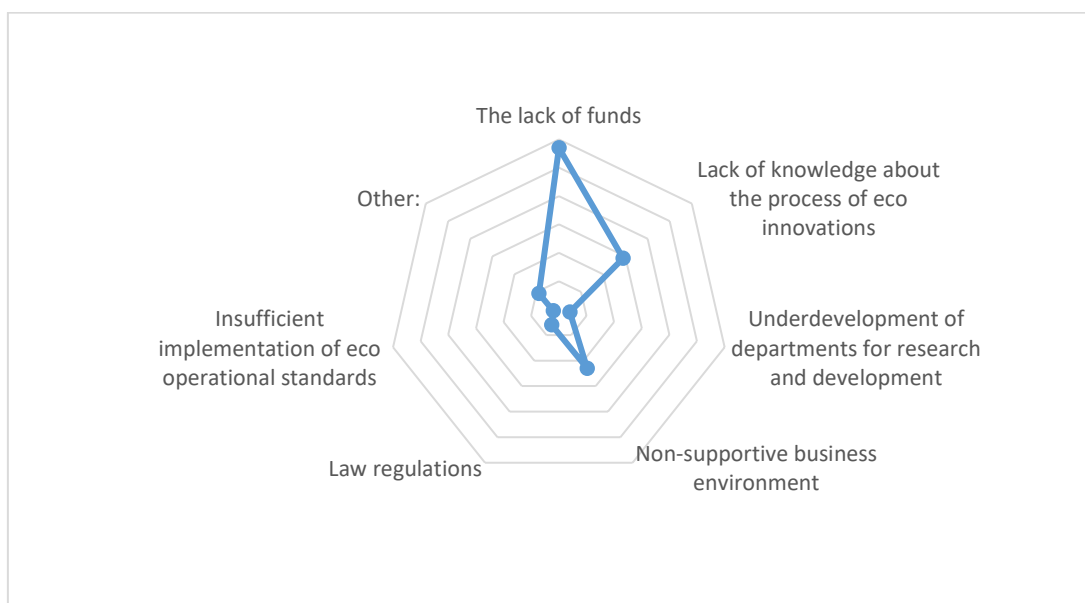 The lack of funds
Lack of knowledge about
the process of eco
innovations
Underdevelopment of
departments for research
and development
Non-supportive business
environment
Law regulations
Insufficient
implementation of eco
operational standards
Other: